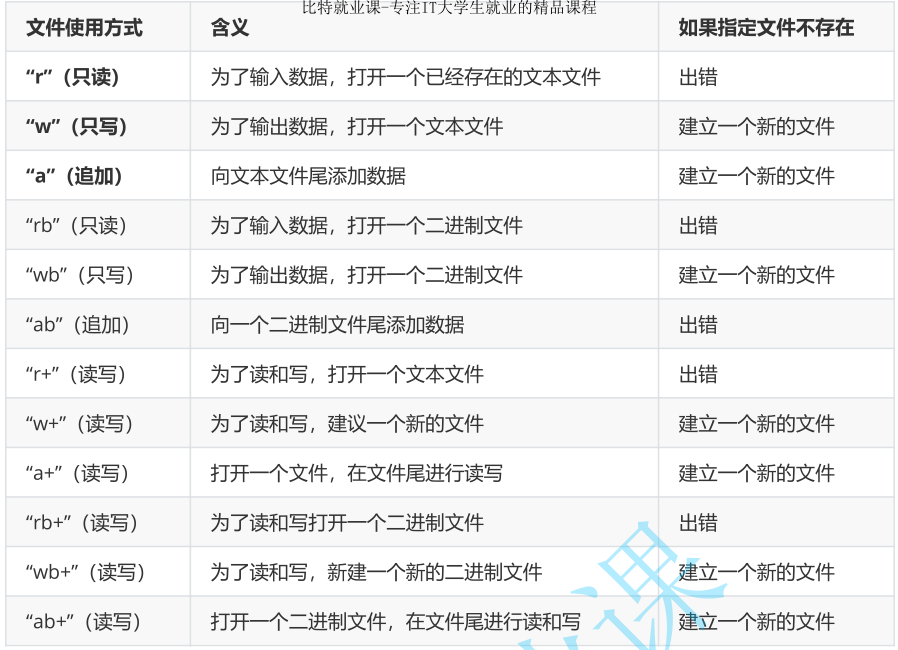 比特就业课-专注IT大学生就业的精品课程
文件使用方式 含义 如果指定文件不存在
“r”（只读） 为了输入数据，打开一个已经存在的文本文件 出错
“w”（只写） 为了输出数据，打开一个文本文件 建立一个新的文件
“a”（追加） 向文本文件尾添加数据 建立一个新的文件
“rb”（只读） 为了输入数据，打开一个二进制文件 出错
“wb”（只写） 为了输出数据，打开一个二进制文件 建立一个新的文件
“ab”（追加） 向一个二进制文件尾添加数据 出错
“r+”（读写） 为了读和写，打开一个文本文件 出错
“w+”（读写） 为了读和写，建议一个新的文件 建立一个新的文件
“a+”（读写） 打开一个文件，在文件尾进行读写 建立一个新的文件
“rb+”（读写） 为了读和写打开一个二进制文件 出错
“wb+”（读写） 为了读和写，新建一个新的二进制文件 建立一个新的文件
“ab+”（读写） 打开一个二进制文件，在文件尾进行读和写 建立一个新的文件
业课